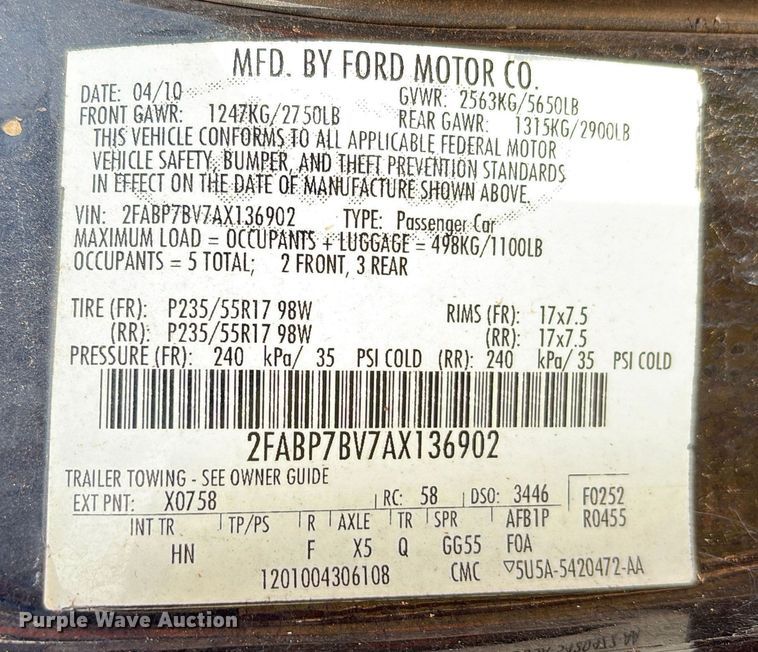 MFD. BY FORD MOTOR CO.
DATE: 04/10 GVWR: 2563KG/5650LB
FRONT GAWR: 1247KG/2750LB REAR GAWR: 1315KG/2900LB
THIS VEHICLE CONFORMS TO ALL APPLICABLE FEDERAL MOTOR
VEHICLE SAFETY, BUMPER, AND THEFT PREVENTION STANDARDS
IN EFFECT ON THE DATE OF MANUFACTURE SHOWN ABOVE.
VIN: 2FABP7BV7AX136902 TYPE: Passenger Car
MAXIMUM LOAD = OCCUPANTS + LUGGAGE = 498KG/1100LB
OCCUPANTS = 5 TOTAL; 2 FRONT, 3 REAR
TIRE (FR): P235/55R17 98W RIMS (FR): 17x7.5
(RR): P235/55R17 98W (RR): 17x7.5
PRESSURE (FR): 240 kPa/ 35 PSI COLD (RR): 240 kPa/ 35 PSI COLD
2FABP7BV7AX136902
TRAILER TOWING - SEE OWNER GUIDE
EXT PNT: X0758 RC: 58 DSO: 3446 F0252
INT TR TP/PS R AXLE TR SPR AFB1P R0455
HN F X5 Q GG55 F0A
1201004306108 CMC ▽5U5A-5420472-AA
Purple Wave Auction